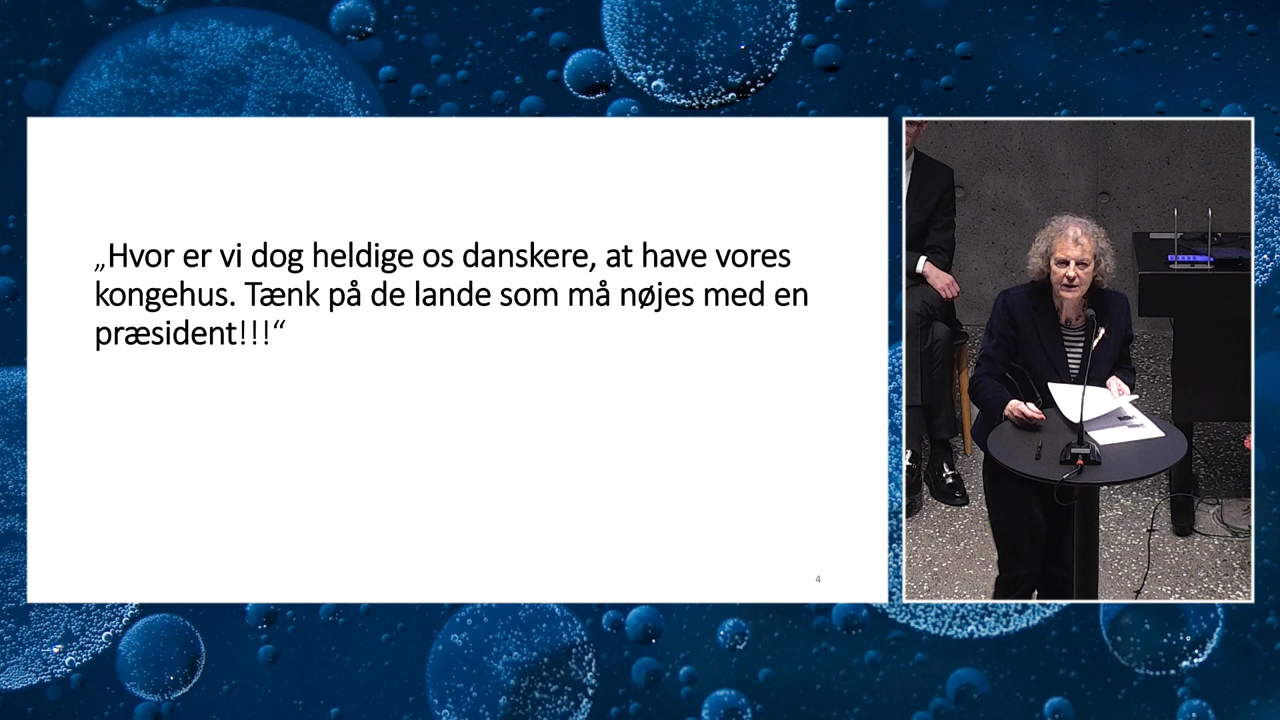 „Hvor er vi dog heldige os danskere, at have vores
kongehus. Tænk på de lande som må nøjes med en
præsident!!!“
4